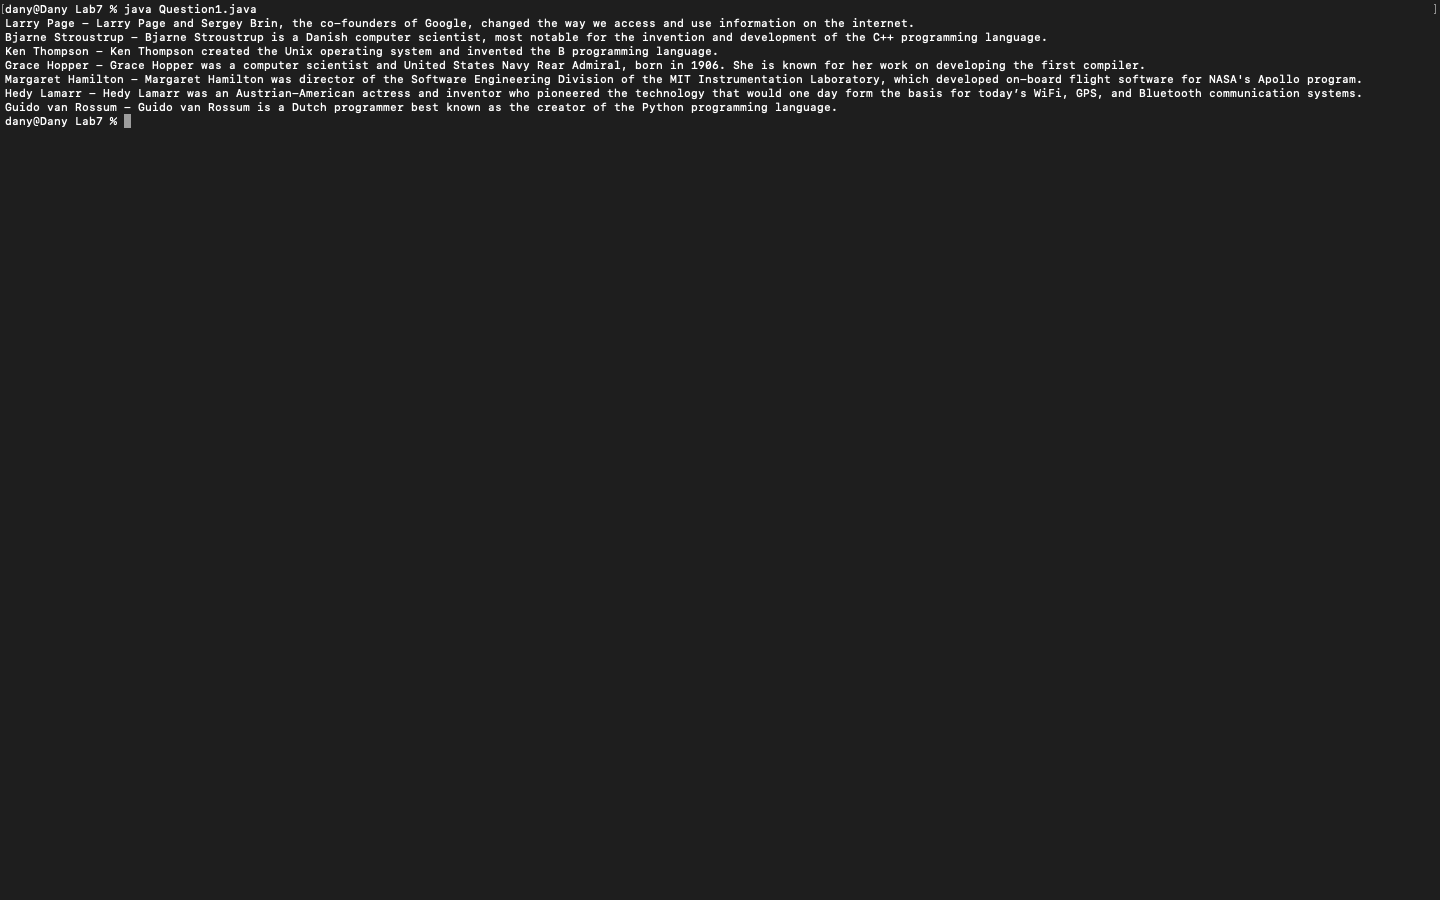 [dany@Dany Lab7 % java Question1.java ]
Larry Page - Larry Page and Sergey Brin, the co-founders of Google, changed the way we access and use information on the internet.
Bjarne Stroustrup - Bjarne Stroustrup is a Danish computer scientist, most notable for the invention and development of the C++ programming language.
Ken Thompson - Ken Thompson created the Unix operating system and invented the B programming language.
Grace Hopper - Grace Hopper was a computer scientist and United States Navy Rear Admiral, born in 1906. She is known for her work on developing the first compiler.
Margaret Hamilton - Margaret Hamilton was director of the Software Engineering Division of the MIT Instrumentation Laboratory, which developed on-board flight software for NASA's Apollo program.
Hedy Lamarr - Hedy Lamarr was an Austrian-American actress and inventor who pioneered the technology that would one day form the basis for today’s WiFi, GPS, and Bluetooth communication systems.
Guido van Rossum - Guido van Rossum is a Dutch programmer best known as the creator of the Python programming language.
dany@Dany Lab7 %